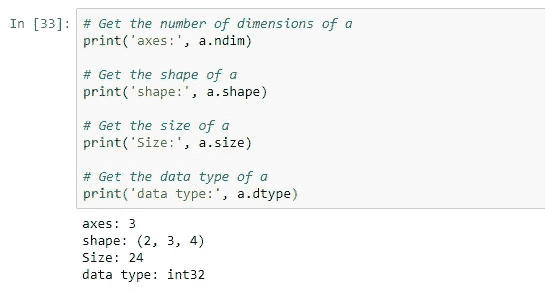 In [33]: # Get the number of dimensions of a
print('axes:', a.ndim)
# Get the shape of a
print('shape:', a.shape)
# Get the size of a
print('Size:', a.size)
# Get the data type of a
print('data type:', a.dtype)
axes: 3
shape: (2, 3, 4)
Size: 24
data type: int32